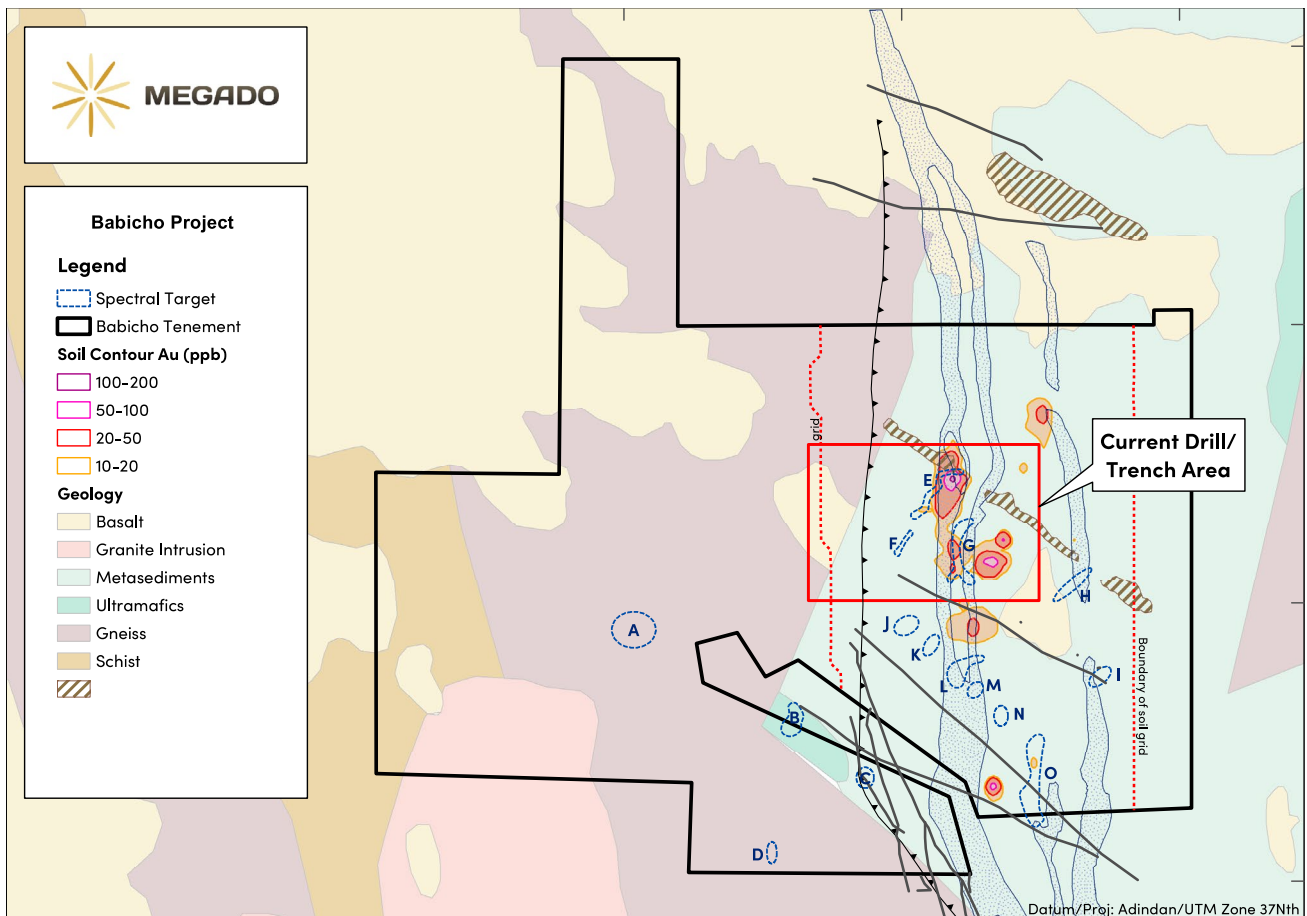 MEGADO
Babicho Project
Legend
Spectral Target
Babicho Tenement
Soil Contour Au (ppb)
100-200
50-100
20-50
10-20
Geology
Basalt
Granite Intrusion
Metasediments
Ultramafics
Gneiss
Schist
grid
Current Drill/
Trench Area
E
F
G
H
A
J
K
L
M
I
N
B
C
O
D
Boundary of soil grid
Datum/Proj: Adindan/UTM Zone 37Nth